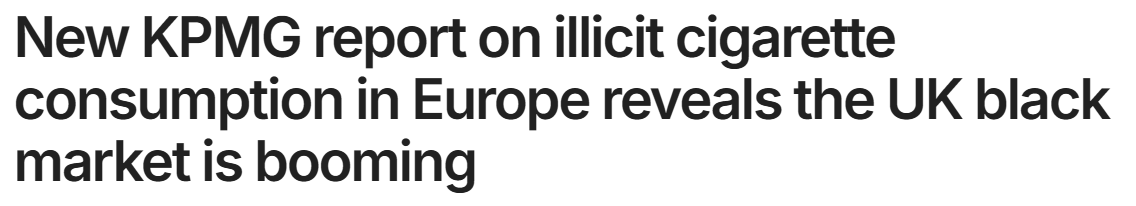 New KPMG report on illicit cigarette
consumption in Europe reveals the UK black
market is booming